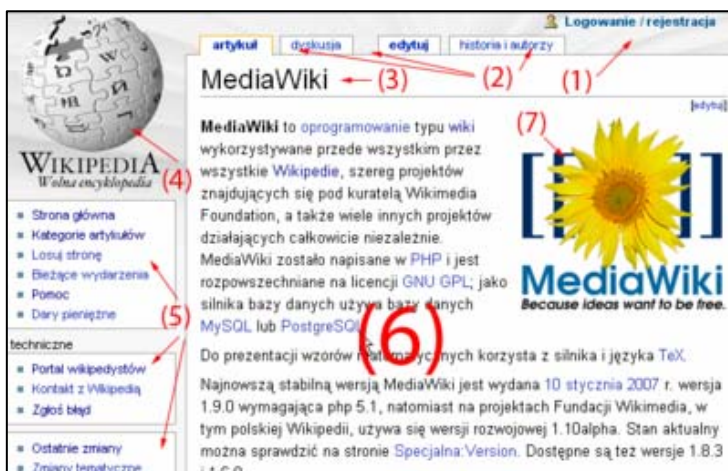 Logowanie / rejestracja
artykuł dyskusja edytuj historia i autorzy
(2) (1)
MediaWiki (3)
[edytuj]
(7)
MediaWiki to oprogramowanie typu wiki
wykorzystywane przede wszystkim przez
wszystkie Wikipedie, szereg projektów
znajdujących się pod kuratelą Wikimedia
Foundation, a także wiele innych projektów
działających całkowicie niezależnie.
MediaWiki zostało napisane w PHP i jest
rozpowszechniane na licencji GNU GPL; jako
silnika bazy danych używa bazy danych
MySQL lub PostgreSQL
(6)
[[ ]]
MediaWiki
Because ideas want to be free.
Do prezentacji wzorów matematycznych korzysta z silnika i języka TeX.
Najnowszą stabilną wersją MediaWiki jest wydana 10 stycznia 2007 r. wersja
1.9.0 wymagająca php 5.1, natomiast na projektach Fundacji Wikimedia, w
tym polskiej Wikipedii, używa się wersji rozwojowej 1.10alpha. Stan aktualny
można sprawdzić na stronie Specjalna:Version. Dostępne są też wersje 1.8.3
i 1.6.9
WIKIPEDIA
Wolna encyklopedia
(4)
Strona główna
Kategorie artykułów
Losuj stronę
Bieżące wydarzenia
Pomoc
Dary pieniężne
(5)
techniczne
Portal wikipedystów
Kontakt z Wikipedią
Zgłoś błąd
Ostatnie zmiany
Zmiany tematyczne